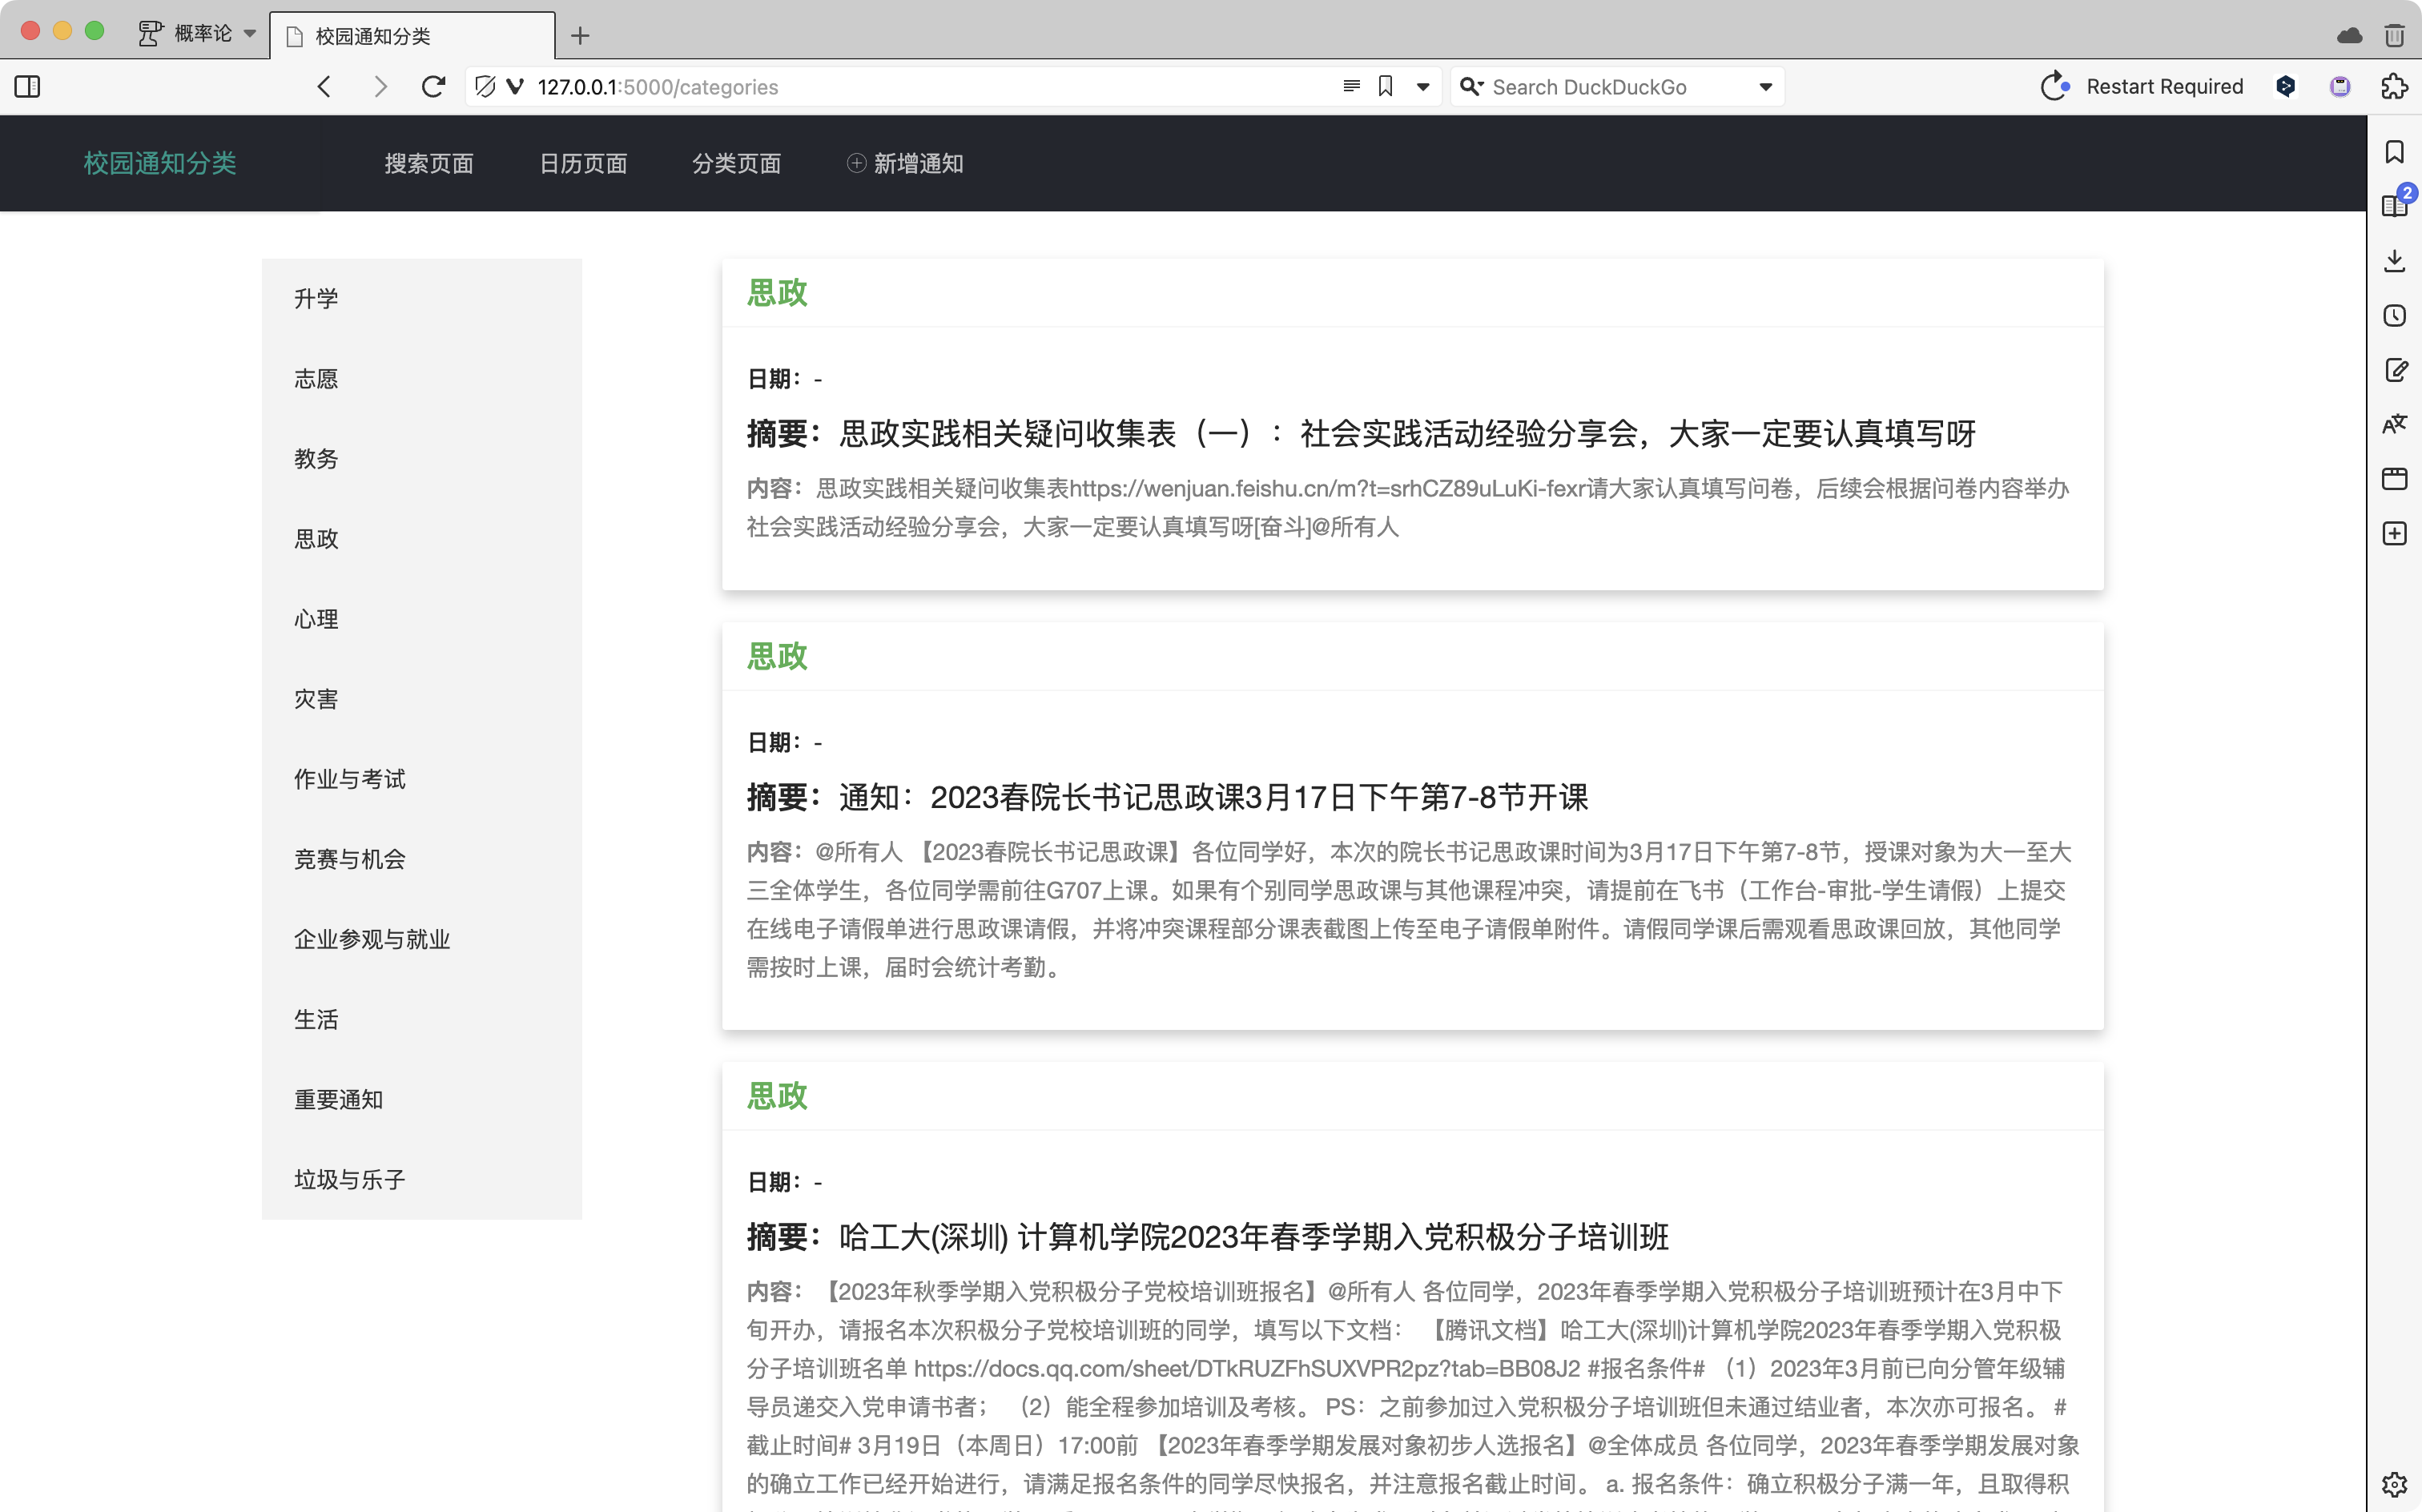 概率论
校园通知分类
127.0.0.1:5000/categories
Search DuckDuckGo
Restart Required
2
校园通知分类
搜索页面
日历页面
分类页面
新增通知
升学
志愿
教务
思政
心理
灾害
作业与考试
竞赛与机会
企业参观与就业
生活
重要通知
垃圾与乐子
思政
日期：-
摘要：思政实践相关疑问收集表（一）：社会实践活动经验分享会，大家一定要认真填写呀
内容：思政实践相关疑问收集表https://wenjuan.feishu.cn/m?t=srhCZ89uLuKi-fexr请大家认真填写问卷，后续会根据问卷内容举办
社会实践活动经验分享会，大家一定要认真填写呀[奋斗]@所有人
思政
日期：-
摘要：通知：2023春院长书记思政课3月17日下午第7-8节开课
内容：@所有人 【2023春院长书记思政课】各位同学好，本次的院长书记思政课时间为3月17日下午第7-8节，授课对象为大一至大
三全体学生，各位同学需前往G707上课。如果有个别同学思政课与其他课程冲突，请提前在飞书（工作台-审批-学生请假）上提交
在线电子请假单进行思政课请假，并将冲突课程部分课表截图上传至电子请假单附件。请假同学课后需观看思政课回放，其他同学
需按时上课，届时会统计考勤。
思政
日期：-
摘要：哈工大(深圳) 计算机学院2023年春季学期入党积极分子培训班
内容：【2023年秋季学期入党积极分子党校培训班报名】@所有人 各位同学，2023年春季学期入党积极分子培训班预计在3月中下
旬开办，请报名本次积极分子党校培训班的同学，填写以下文档： 【腾讯文档】哈工大(深圳)计算机学院2023年春季学期入党积极
分子培训班名单 https://docs.qq.com/sheet/DTkRUZFhSUXVPR2pz?tab=BB08J2 #报名条件# （1）2023年3月前已向分管年级辅
导员递交入党申请书者； （2）能全程参加培训及考核。 PS：之前参加过入党积极分子培训班但未通过结业者，本次亦可报名。 #
截止时间# 3月19日（本周日）17:00前 【2023年春季学期发展对象初步人选报名】@全体成员 各位同学，2023年春季学期发展对象
的确立工作已经开始进行，请满足报名条件的同学尽快报名，并注意报名截止时间。 a. 报名条件：确立积极分子满一年，且取得积